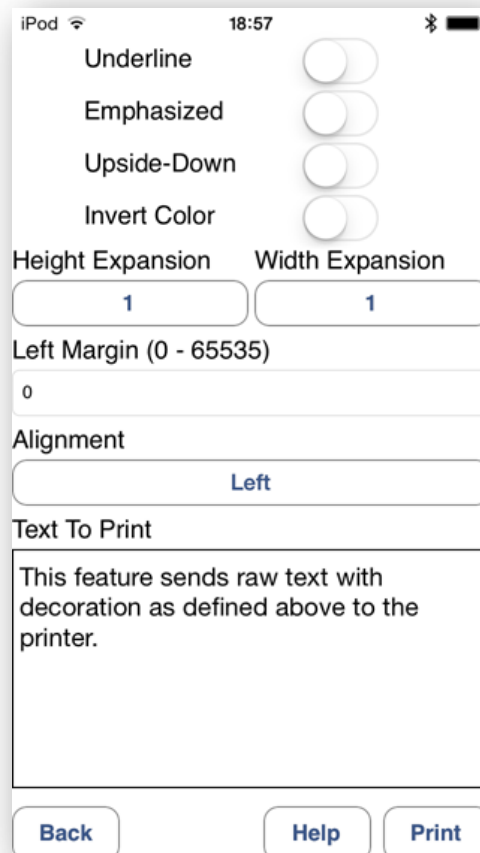 iPod 18:57
Underline
Emphasized
Upside-Down
Invert Color
Height Expansion Width Expansion
1 1
Left Margin (0 - 65535)
0
Alignment
Left
Text To Print
This feature sends raw text with
decoration as defined above to the
printer.
Back Help Print